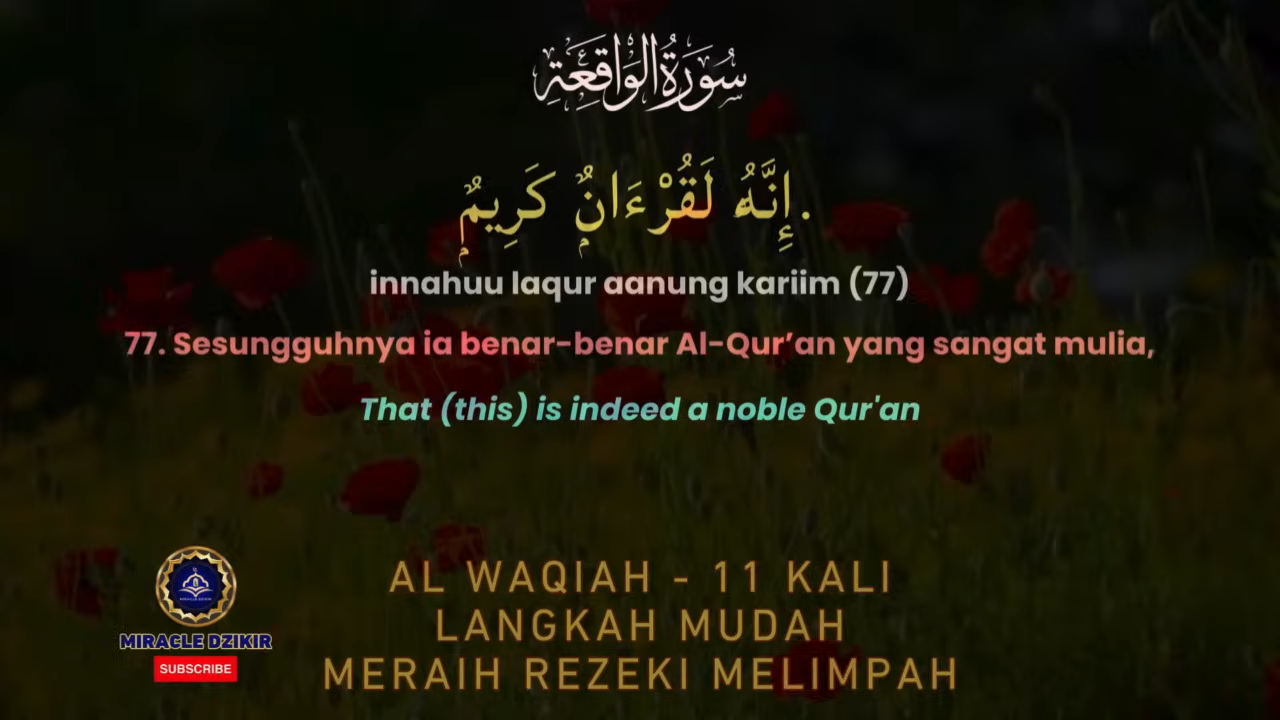 سُورَةُ الوَاقِعَةِ
.إِنَّهُۥ لَقُرْءَانٌۭ كَرِيمٌۭ
innahuu laqur aanung kariim (77)
77. Sesungguhnya ia benar-benar Al-Qur’an yang sangat mulia,
That (this) is indeed a noble Qur'an
AL WAQIAH - 11 KALI
LANGKAH MUDAH
MERAIH REZEKI MELIMPAH
MIRACLE DZIKIR
MIRACLE DZIKIR
SUBSCRIBE